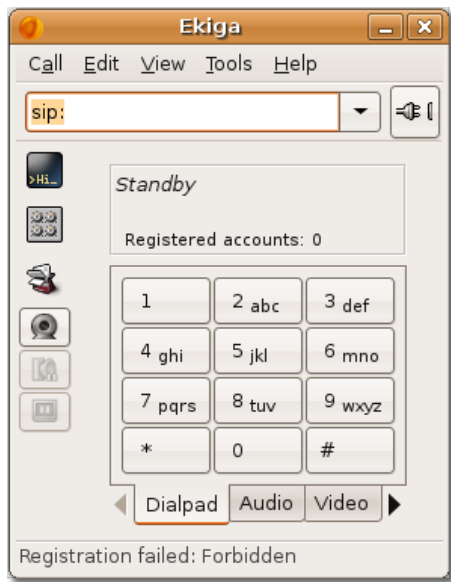 Ekiga
Call Edit View Tools Help
sip:
>Hi_
Standby
Registered accounts: 0
1 2 abc 3 def
4 ghi 5 jkl 6 mno
7 pqrs 8 tuv 9 wxyz
* 0 #
Dialpad Audio Video
Registration failed: Forbidden